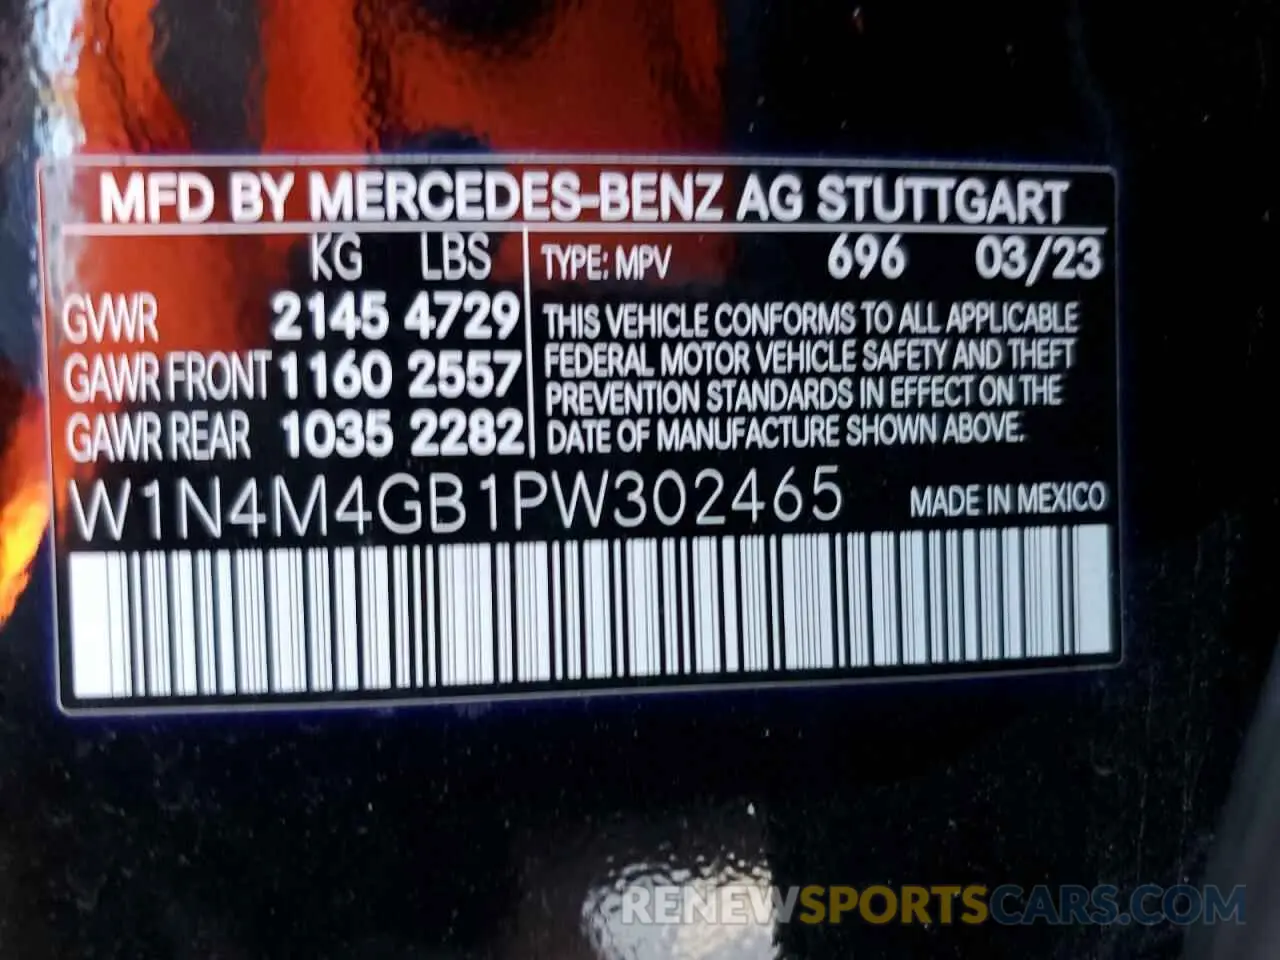 MFD BY MERCEDES-BENZ AG STUTTGART
KG LBS
GVWR 2145 4729
GAWR FRONT 1160 2557
GAWR REAR 1035 2282
TYPE: MPV 696 03/23
THIS VEHICLE CONFORMS TO ALL APPLICABLE
FEDERAL MOTOR VEHICLE SAFETY AND THEFT
PREVENTION STANDARDS IN EFFECT ON THE
DATE OF MANUFACTURE SHOWN ABOVE.
W1N4M4GB1PW302465 MADE IN MEXICO
RENEWSPORTSCARS.COM